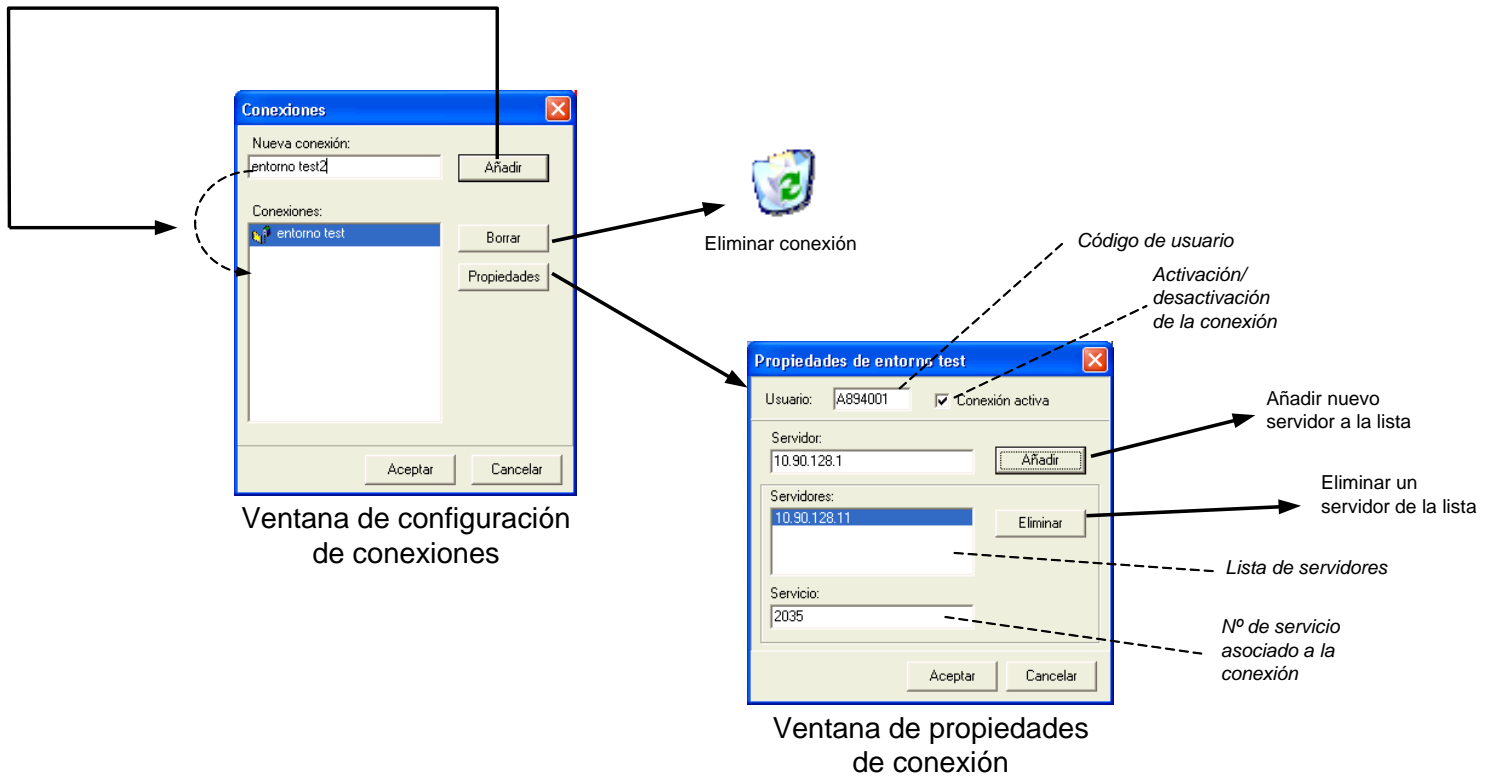 Conexiones
Nueva conexión:
entorno test2
Añadir
Conexiones:
entorno test
Borrar
Propiedades
Aceptar
Cancelar
Ventana de configuración
de conexiones
Eliminar conexión
Código de usuario
Activación/
desactivación
de la conexión
Propiedades de entorno test
Usuario:
A894001
Conexión activa
Servidor:
10.90.128.1
Añadir
Servidores:
10.90.128.11
Eliminar
Servicio:
2035
Aceptar
Cancelar
Añadir nuevo
servidor a la lista
Eliminar un
servidor de la lista
Lista de servidores
Nº de servicio
asociado a la
conexión
Ventana de propiedades
de conexión